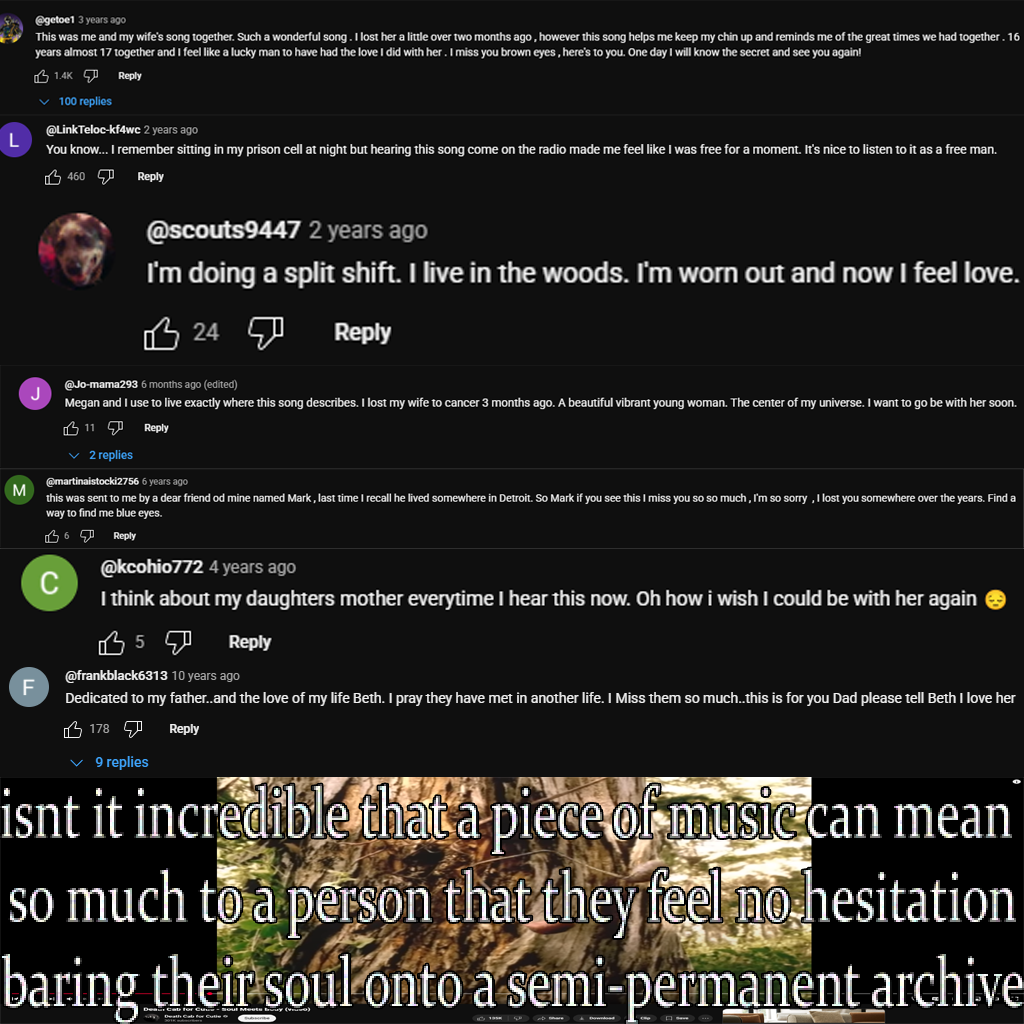 @getoe1 3 years ago
This was me and my wife's song together. Such a wonderful song . I lost her a little over two months ago , however this song helps me keep my chin up and reminds me of the great times we had together . 16
years almost 17 together and I feel like a lucky man to have had the love I did with her . I miss you brown eyes , here's to you. One day I will know the secret and see you again!
1.4K Reply
100 replies
L
@LinkTeloc-kf4wc 2 years ago
You know... I remember sitting in my prison cell at night but hearing this song come on the radio made me feel like I was free for a moment. It's nice to listen to it as a free man.
460 Reply
@scouts9447 2 years ago
I'm doing a split shift. I live in the woods. I'm worn out and now I feel love.
24 Reply
J
@Jo-mama293 6 months ago (edited)
Megan and I use to live exactly where this song describes. I lost my wife to cancer 3 months ago. A beautiful vibrant young woman. The center of my universe. I want to go be with her soon.
11 Reply
2 replies
M
@martinaistocki2756 6 years ago
this was sent to me by a dear friend od mine named Mark , last time I recall he lived somewhere in Detroit. So Mark if you see this I miss you so so much , I'm so sorry , I lost you somewhere over the years. Find a
way to find me blue eyes.
6 Reply
C
@kcohio772 4 years ago
I think about my daughters mother everytime I hear this now. Oh how i wish I could be with her again 😔
5 Reply
F
@frankblack6313 10 years ago
Dedicated to my father..and the love of my life Beth. I pray they have met in another life. I Miss them so much..this is for you Dad please tell Beth I love her
178 Reply
9 replies
isnt it incredible that a piece of music can mean
so much to a person that they feel no hesitation
baring their soul onto a semi-permanent archive
Death Cab for Cutie - Soul Meets Body (Video)
Death Cab for Cutie Subscribe Share Download Clip Save